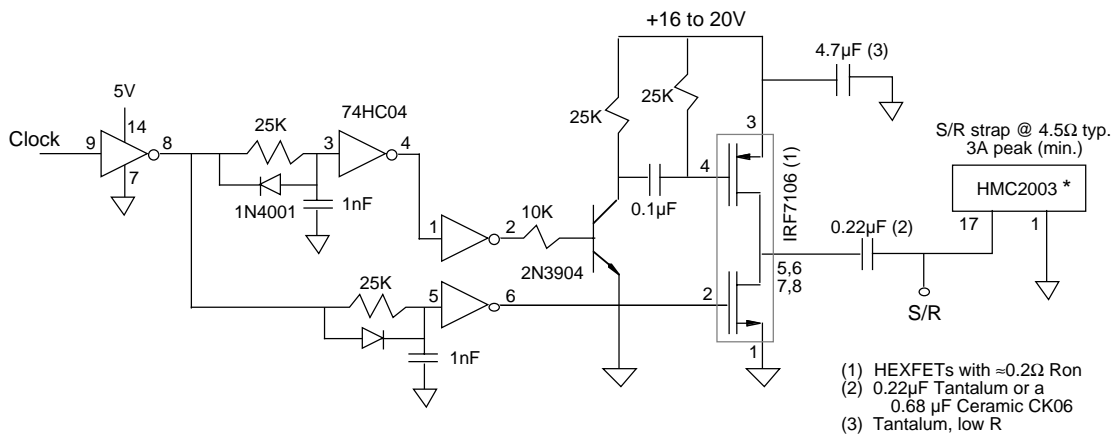 +16 to 20V
4.7µF (3)
5V
74HC04
Clock
9
14
8
7
25K
3
4
1N4001
1nF
1
2
10K
2N3904
25K
25K
0.1µF
4
3
IRF7106 (1)
S/R strap @ 4.5Ω typ.
3A peak (min.)
HMC2003 *
17
1
0.22µF (2)
S/R
5,6
7,8
25K
5
6
1nF
2
1
(1) HEXFETs with ≈0.2Ω Ron
(2) 0.22µF Tantalum or a
0.68 µF Ceramic CK06
(3) Tantalum, low R